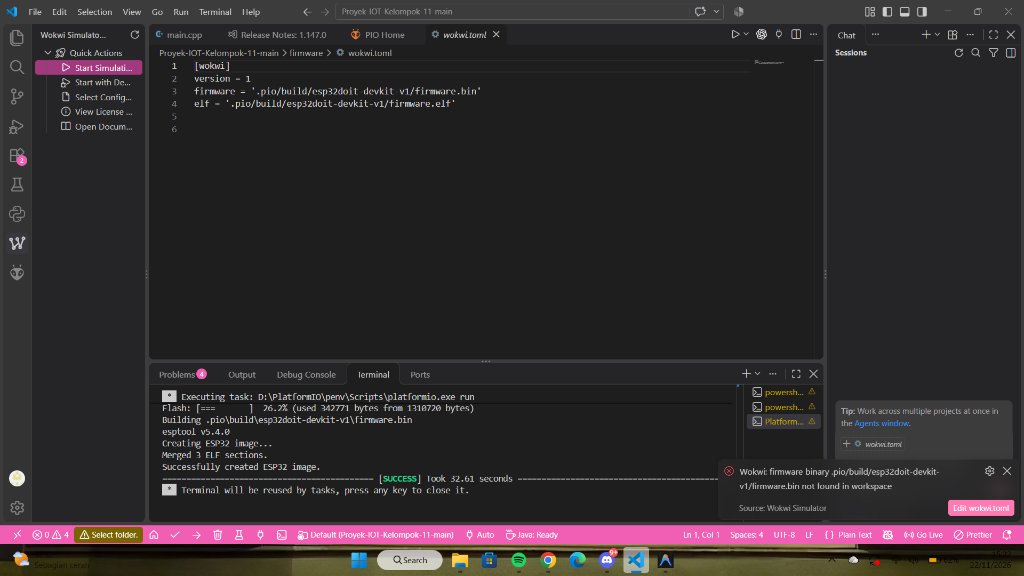 File Edit Selection View Go Run Terminal Help
Proyek-IOT-Kelompok-11-main
Wokwi Simulato...
Quick Actions
Start Simulati...
Start with De...
Select Config...
View License ...
Open Docum...
2
main.cpp
Release Notes: 1.147.0
PIO Home
wokwi.toml
Proyek-IOT-Kelompok-11-main > firmware > wokwi.toml
1 [wokwi]
2 version = 1
3 firmware = '.pio/build/esp32doit-devkit-v1/firmware.bin'
4 elf = '.pio/build/esp32doit-devkit-v1/firmware.elf'
5
6
Chat
Sessions
Tip: Work across multiple projects at once in
the Agents window.
wokwi.toml
Problems 4 Output Debug Console Terminal Ports
* Executing task: D:\PlatformIO\penv\Scripts\platformio.exe run
Flash: [===       ]  26.2% (used 342771 bytes from 1310720 bytes)
Building .pio\build\esp32doit-devkit-v1\firmware.bin
esptool v5.4.0
Creating ESP32 image...
Merged 3 ELF sections.
Successfully created ESP32 image.
[SUCCESS] Took 32.61 seconds
* Terminal will be reused by tasks, press any key to close it.
powersh...
powersh...
Platform...
Wokwi: firmware binary .pio/build/esp32doit-devkit-
v1/firmware.bin not found in workspace
Source: Wokwi Simulator
Edit wokwi.toml
0 4 Select folder. Default (Proyek-IOT-Kelompok-11-main) Auto Java: Ready Ln 1, Col 1 Spaces: 4 UTF-8 LF {} Plain Text Go Live Prettier
Sebagian cerah
Search
22/11/2026